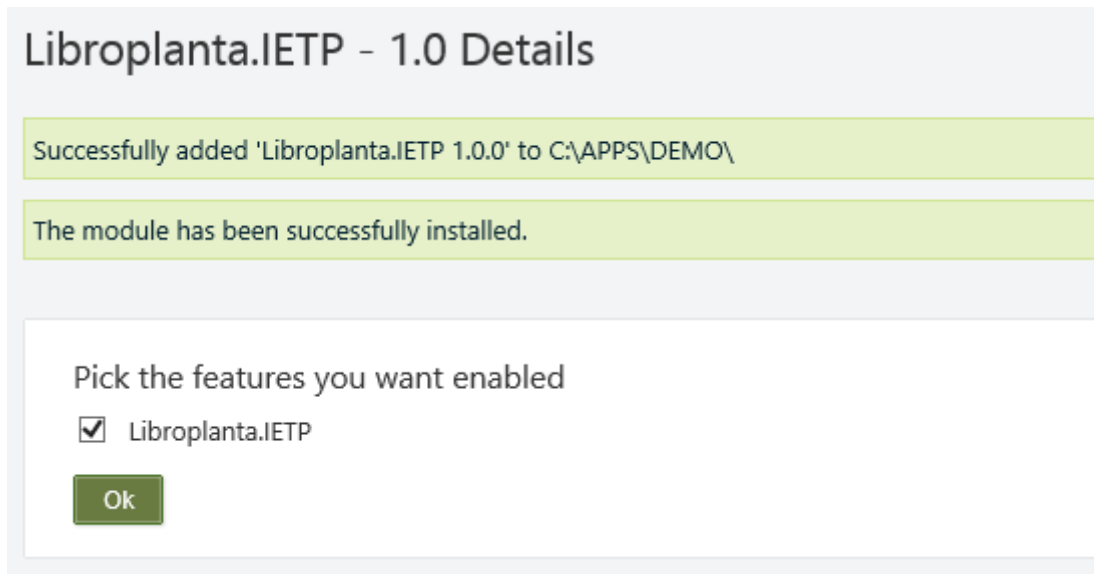 Libroplanta.IETP - 1.0 Details
Successfully added 'Libroplanta.IETP 1.0.0' to C:\APPS\DEMO\
The module has been successfully installed.
Pick the features you want enabled
Libroplanta.IETP
Ok